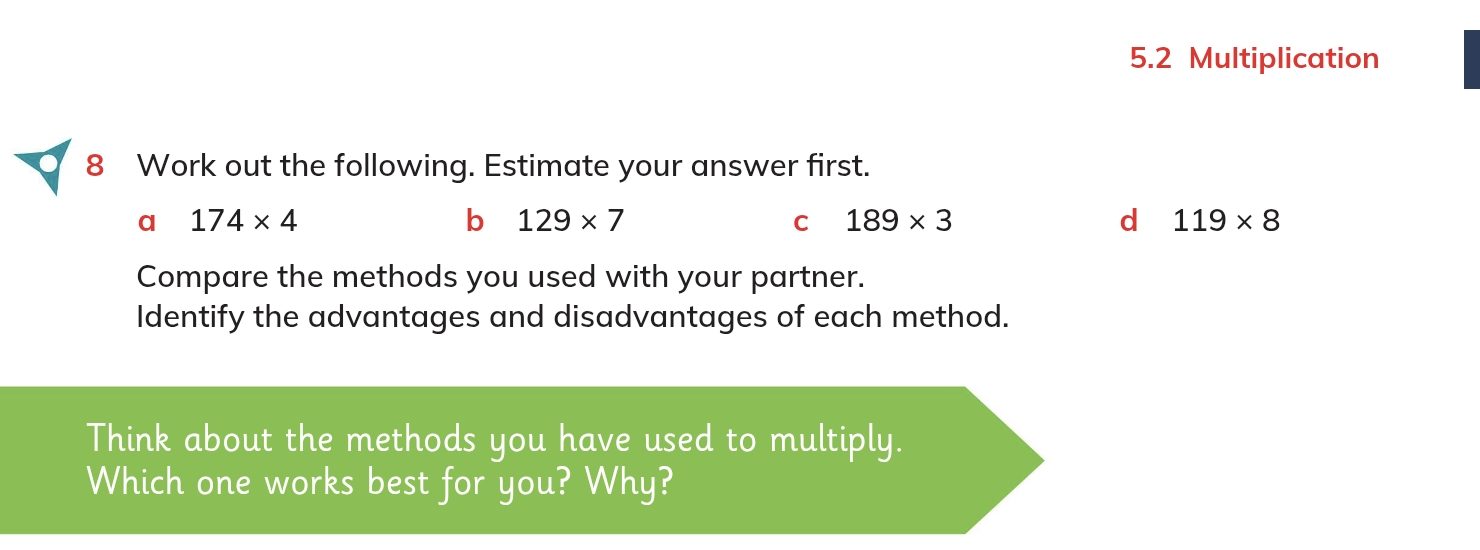 5.2 Multiplication
8 Work out the following. Estimate your answer first.
a 174 × 4 b 129 × 7 c 189 × 3 d 119 × 8
Compare the methods you used with your partner.
Identify the advantages and disadvantages of each method.
Think about the methods you have used to multiply.
Which one works best for you? Why?